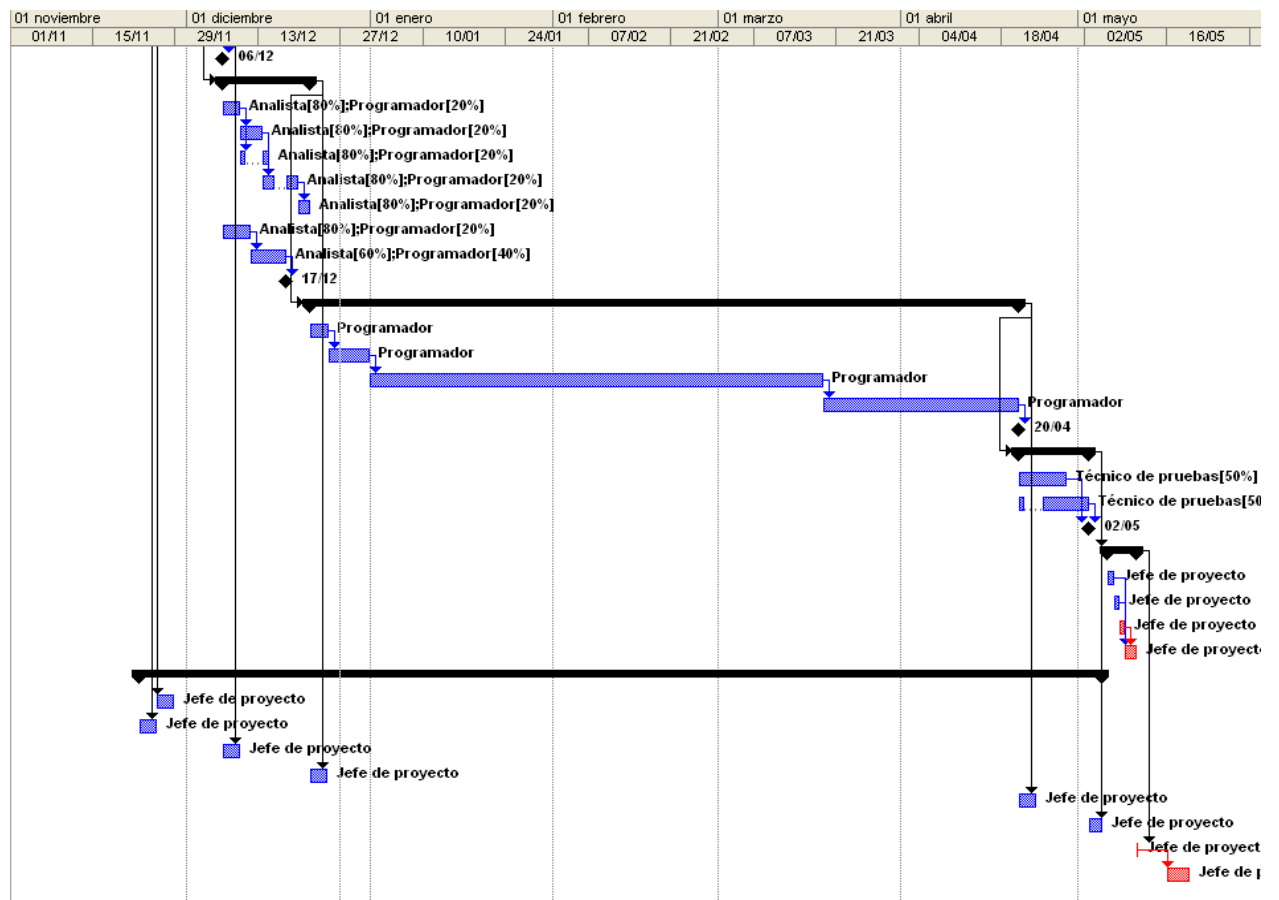 01 noviembre 01 diciembre 01 enero 01 febrero 01 marzo 01 abril 01 mayo
01/11 15/11 29/11 13/12 27/12 10/01 24/01 07/02 21/02 07/03 21/03 04/04 18/04 02/05 16/05
06/12
Analista[80%];Programador[20%]
Analista[80%];Programador[20%]
Analista[80%];Programador[20%]
Analista[80%];Programador[20%]
Analista[80%];Programador[20%]
Analista[80%];Programador[20%]
Analista[60%];Programador[40%]
17/12
Programador
Programador
Programador
Programador
20/04
Técnico de pruebas[50%]
Técnico de pruebas[50
02/05
Jefe de proyecto
Jefe de proyecto
Jefe de proyecto
Jefe de proyecto
Jefe de proyecto
Jefe de proyecto
Jefe de proyecto
Jefe de proyecto
Jefe de proyecto
Jefe de proyecto
Jefe de proyect
Jefe de p